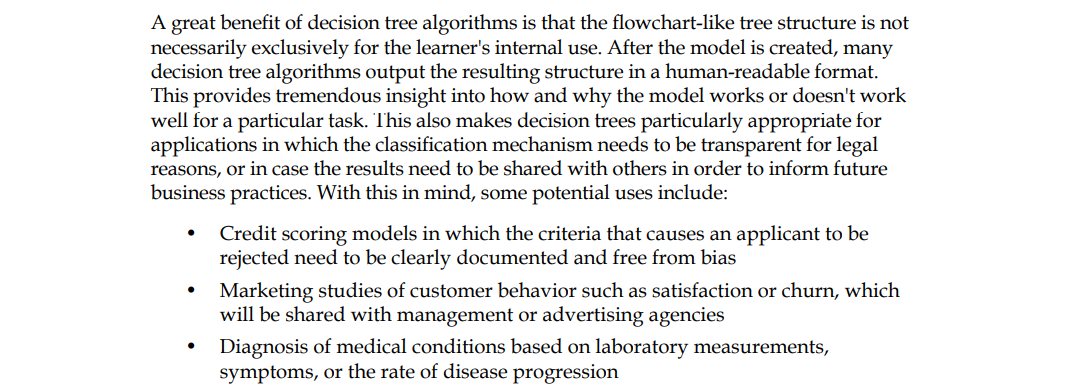 A great benefit of decision tree algorithms is that the flowchart-like tree structure is not
necessarily exclusively for the learner's internal use. After the model is created, many
decision tree algorithms output the resulting structure in a human-readable format.
This provides tremendous insight into how and why the model works or doesn't work
well for a particular task. This also makes decision trees particularly appropriate for
applications in which the classification mechanism needs to be transparent for legal
reasons, or in case the results need to be shared with others in order to inform future
business practices. With this in mind, some potential uses include:
• Credit scoring models in which the criteria that causes an applicant to be
rejected need to be clearly documented and free from bias
• Marketing studies of customer behavior such as satisfaction or churn, which
will be shared with management or advertising agencies
• Diagnosis of medical conditions based on laboratory measurements,
symptoms, or the rate of disease progression